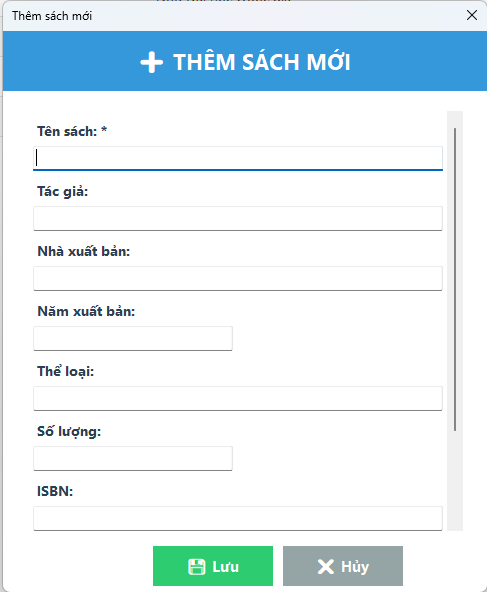 Thêm sách mới
THÊM SÁCH MỚI
Tên sách: *
Tác giả:
Nhà xuất bản:
Năm xuất bản:
Thể loại:
Số lượng:
ISBN:
Lưu
Hủy